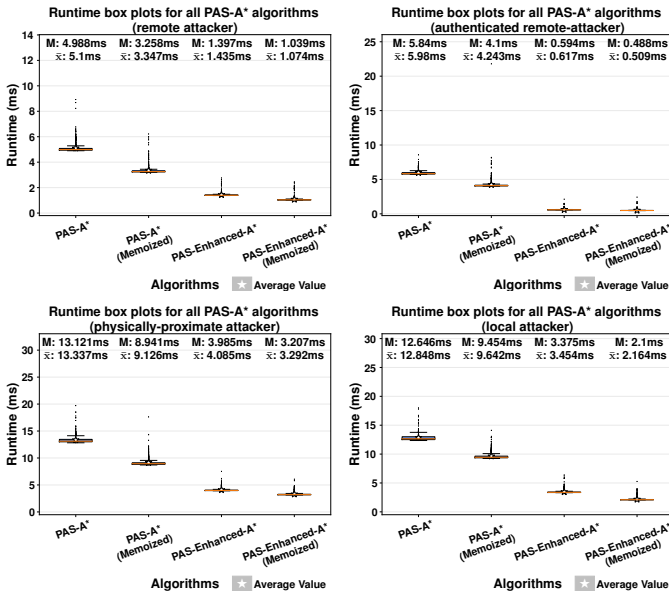 Runtime box plots for all PAS-A* algorithms
(remote attacker)
M: 4.988ms M: 3.258ms M: 1.397ms M: 1.039ms
x̄: 5.1ms x̄: 3.347ms x̄: 1.435ms x̄: 1.074ms
Runtime (ms)
14
12
10
8
6
4
2
0
PAS-A*
PAS-A*
(Memoized)
PAS-Enhanced-A*
PAS-Enhanced-A*
(Memoized)
Algorithms Average Value
Runtime box plots for all PAS-A* algorithms
(authenticated remote-attacker)
M: 5.84ms M: 4.1ms M: 0.594ms M: 0.488ms
x̄: 5.98ms x̄: 4.243ms x̄: 0.617ms x̄: 0.509ms
Runtime (ms)
25
20
15
10
5
0
PAS-A*
PAS-A*
(Memoized)
PAS-Enhanced-A*
PAS-Enhanced-A*
(Memoized)
Algorithms Average Value
Runtime box plots for all PAS-A* algorithms
(physically-proximate attacker)
M: 13.121ms M: 8.941ms M: 3.985ms M: 3.207ms
x̄: 13.337ms x̄: 9.126ms x̄: 4.085ms x̄: 3.292ms
Runtime (ms)
30
25
20
15
10
5
0
PAS-A*
PAS-A*
(Memoized)
PAS-Enhanced-A*
PAS-Enhanced-A*
(Memoized)
Algorithms Average Value
Runtime box plots for all PAS-A* algorithms
(local attacker)
M: 12.646ms M: 9.454ms M: 3.375ms M: 2.1ms
x̄: 12.848ms x̄: 9.642ms x̄: 3.454ms x̄: 2.164ms
Runtime (ms)
30
25
20
15
10
5
0
PAS-A*
PAS-A*
(Memoized)
PAS-Enhanced-A*
PAS-Enhanced-A*
(Memoized)
Algorithms Average Value